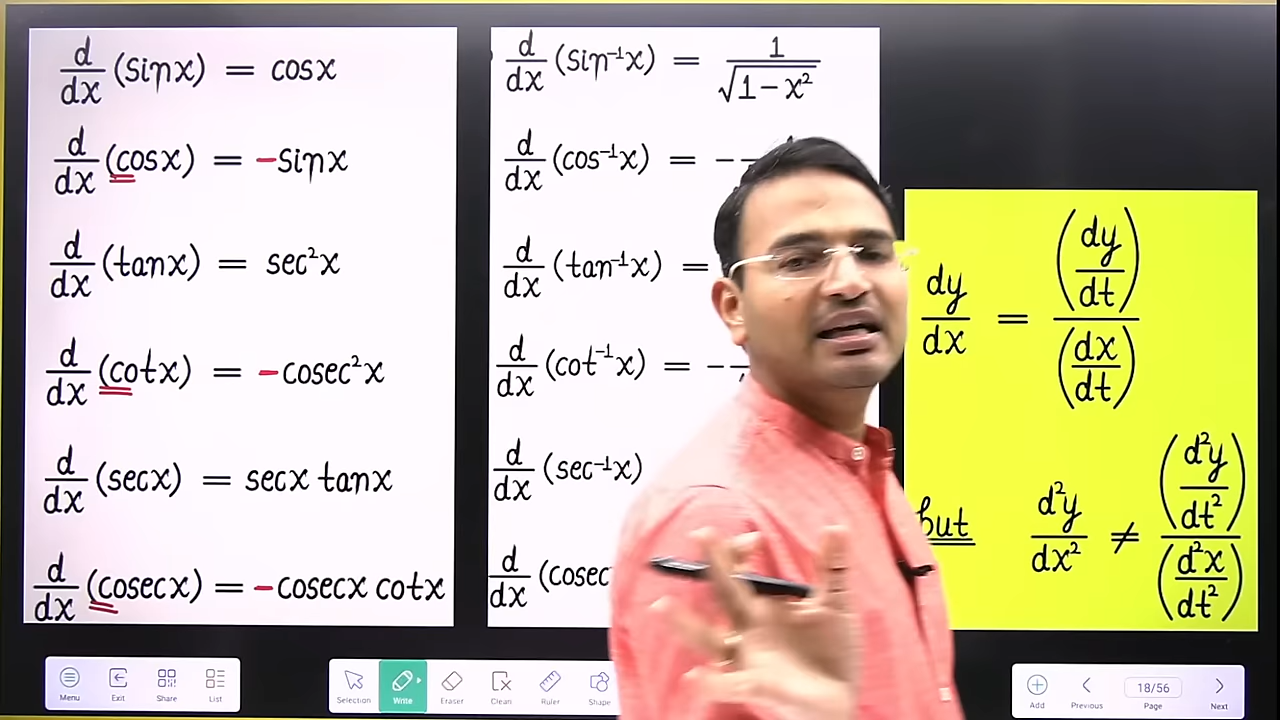 d/dx (sinx) = cosx
d/dx (cosx) = -sinx
d/dx (tanx) = sec²x
d/dx (cotx) = -cosec²x
d/dx (secx) = secx tanx
d/dx (cosecx) = -cosecx cotx
d/dx (sin⁻¹x) = 1/√(1-x²)
d/dx (cos⁻¹x) = -
d/dx (tan⁻¹x) =
d/dx (cot⁻¹x) = -
d/dx (sec⁻¹x)
d/dx (cosec
dy/dx = (dy/dt)/(dx/dt)
but d²y/dx² ≠ (d²y/dt²)/(d²x/dt²)
Menu Exit Share List
Selection Write Eraser Clean Ruler Shape
Add Previous 18/56 Page Next